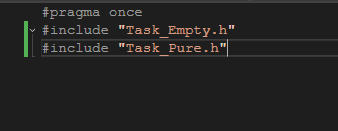 #pragma once
#include "Task_Empty.h"
#include "Task_Pure.h"